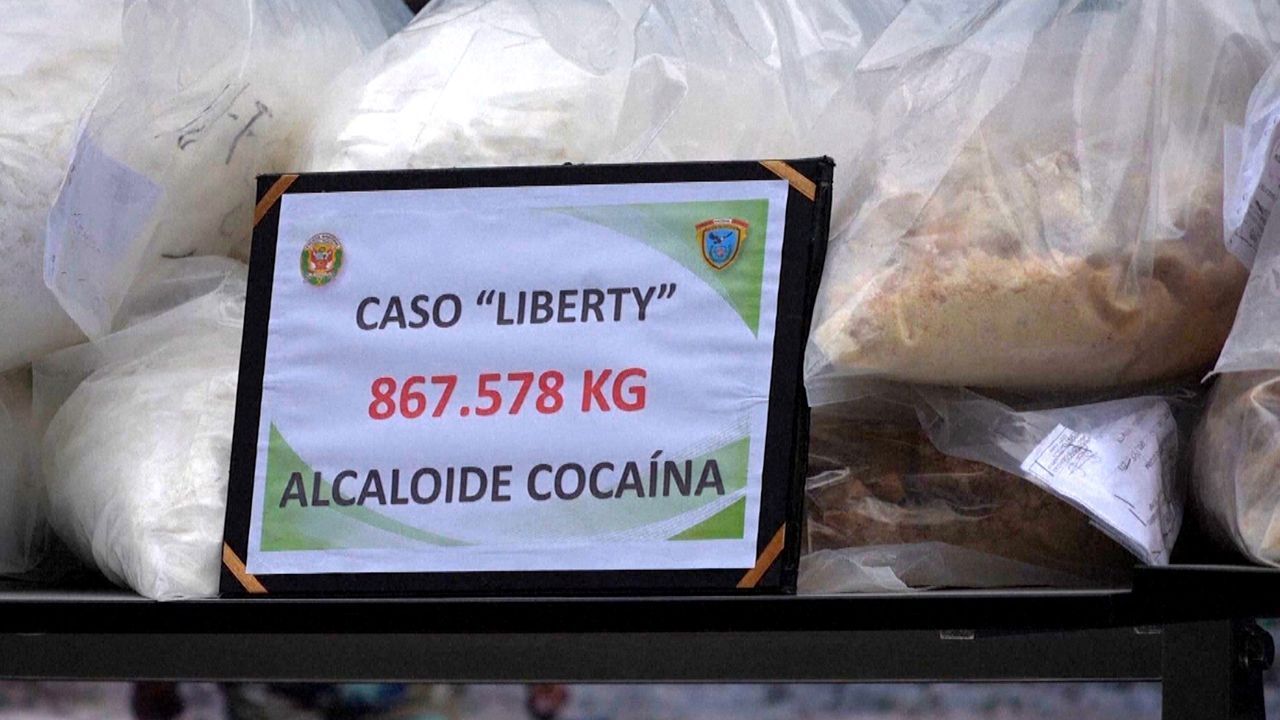 CASO “LIBERTY”
867.578 KG
ALCALOIDE COCAÍNA